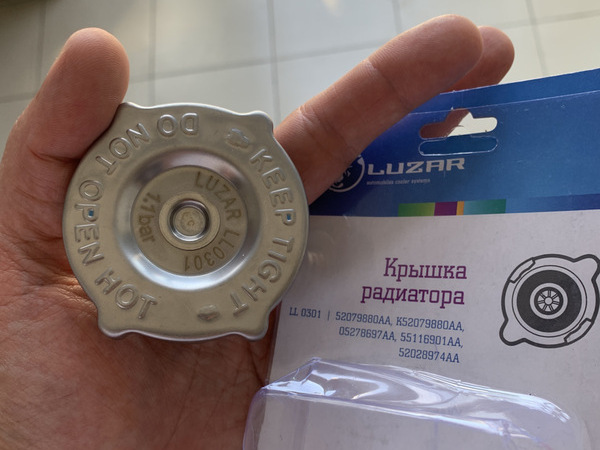 DO NOT OPEN HOT
KEEP TIGHT
LUZAR LL0301
1.1 bar
LUZAR
automobiles cooler systems
Крышка
радиатора
LL 0301 | 52079880AA, K52079880AA,
05278697AA, 55116901AA,
52028974AA